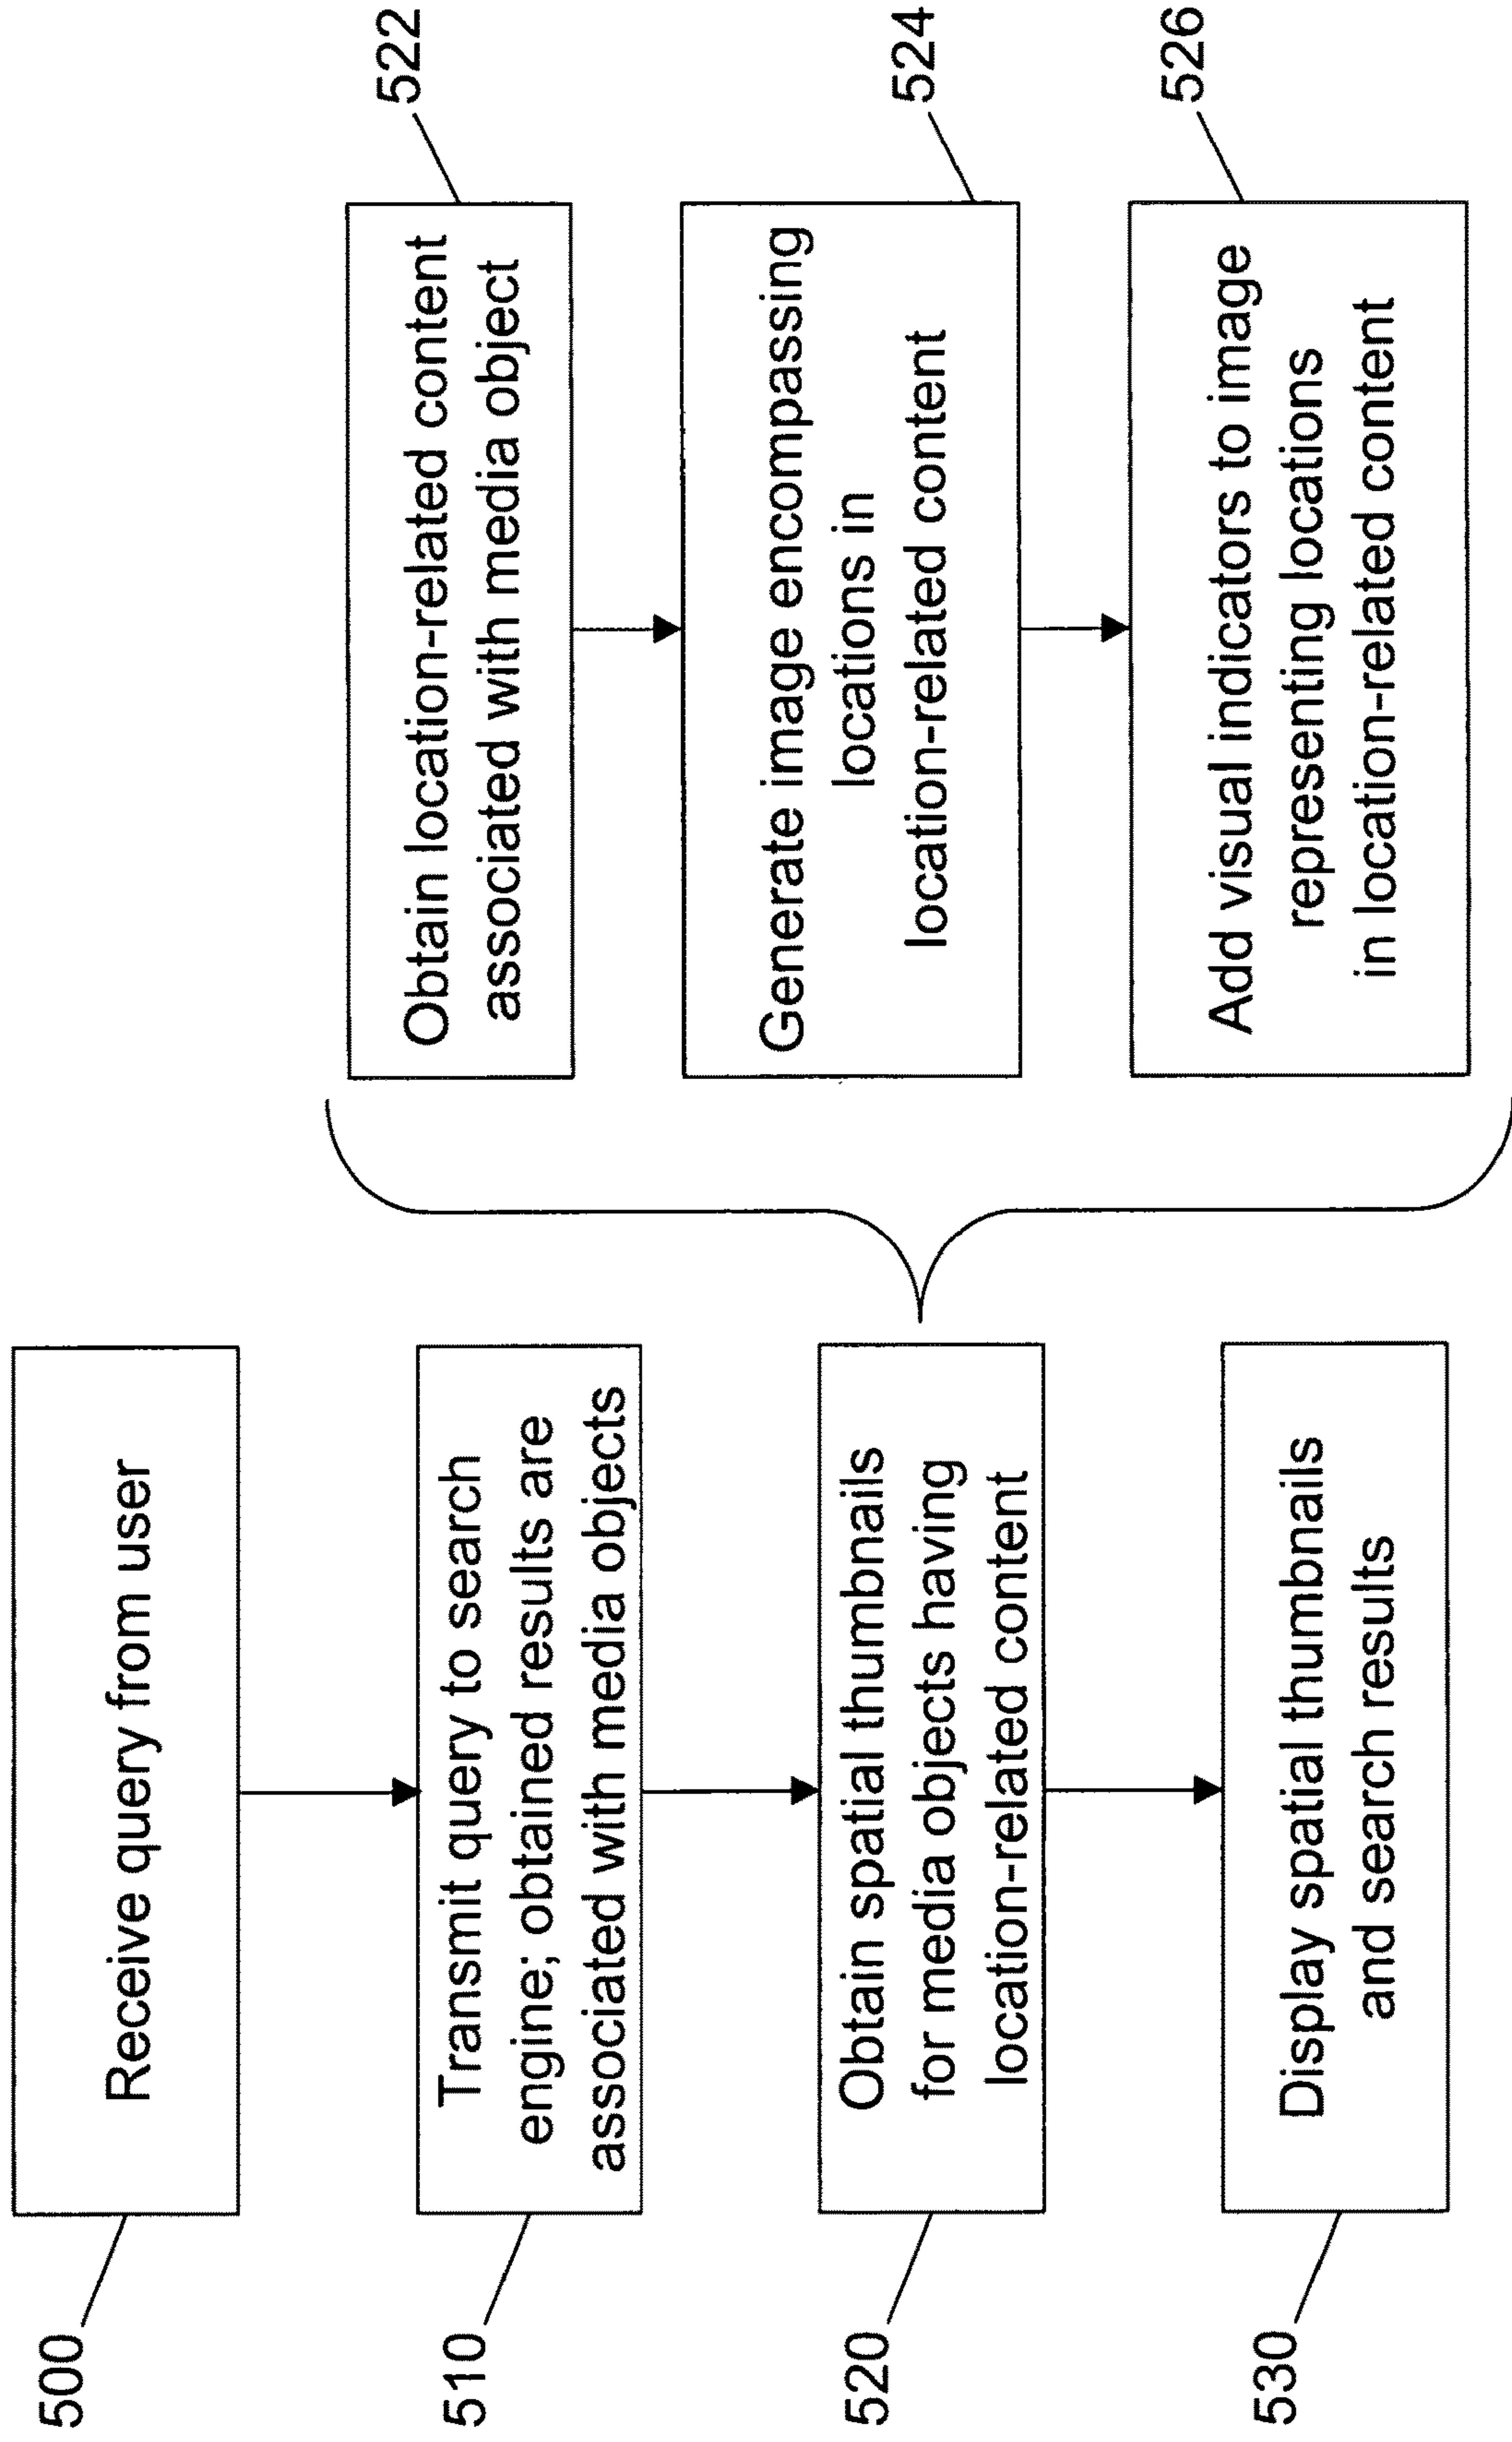 500
Receive query from user
510
Transmit query to search
engine; obtained results are
associated with media objects
520
Obtain spatial thumbnails
for media objects having
location-related content
530
Display spatial thumbnails
and search results
522
Obtain location-related content
associated with media object
524
Generate image encompassing
locations in
location-related content
526
Add visual indicators to image
representing locations
in location-related content